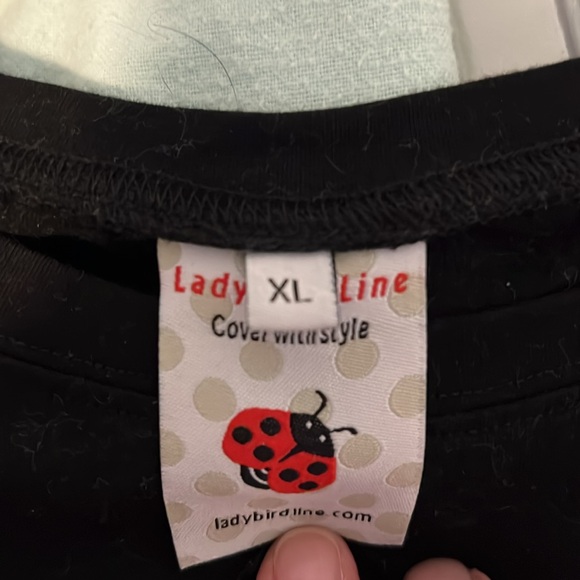 Lady XL Line
Cover with style
ladybirdline.com